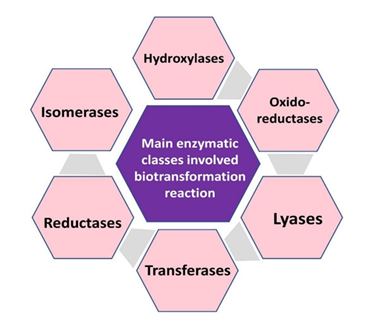 Hydroxylases
Oxido-
reductases
Lyases
Transferases
Reductases
Isomerases
Main enzymatic
classes involved
biotransformation
reaction